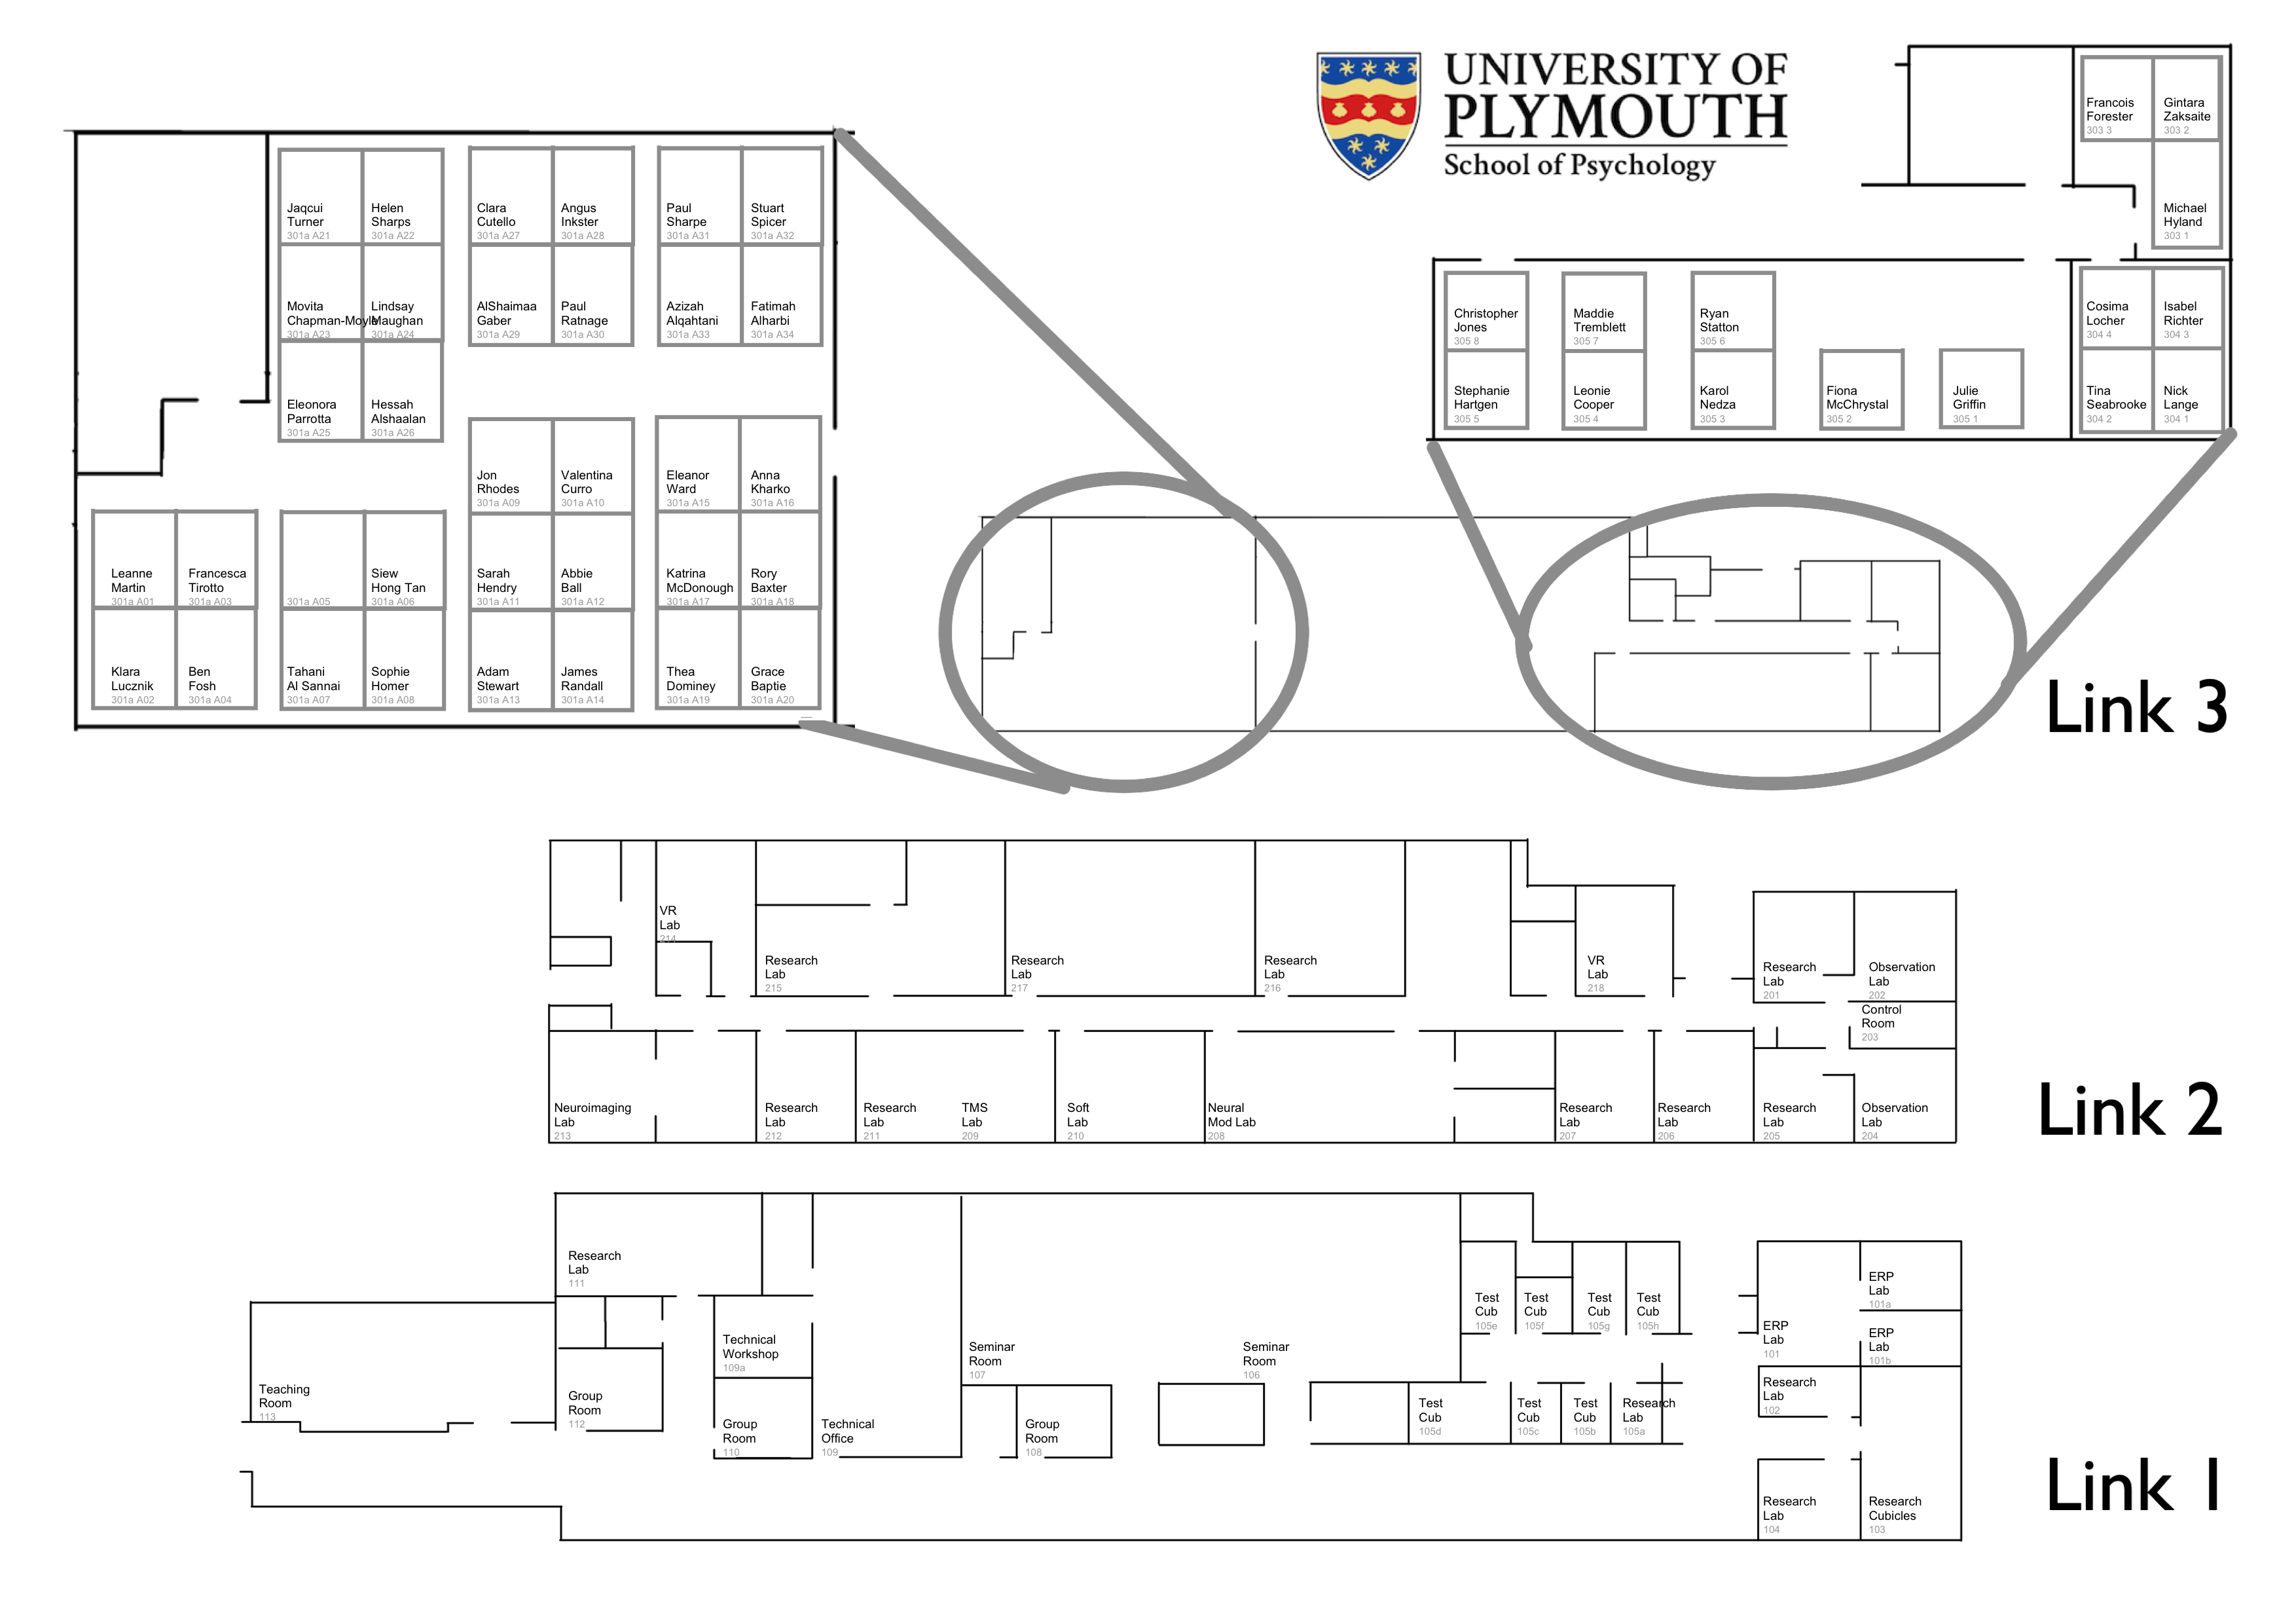 UNIVERSITY OF
PLYMOUTH
School of Psychology
Jaqcui
Turner
301a A21
Helen
Sharps
301a A22
Clara
Cutello
301a A27
Angus
Inkster
301a A28
Paul
Sharpe
301a A31
Stuart
Spicer
301a A32
Movita
Chapman-Moyle
301a A23
Lindsay
Maughan
301a A24
AlShaimaa
Gaber
301a A29
Paul
Ratnage
301a A30
Azizah
Alqahtani
301a A33
Fatimah
Alharbi
301a A34
Eleonora
Parrotta
301a A25
Hessah
Alshaalan
301a A26
Jon
Rhodes
301a A09
Valentina
Curro
301a A10
Eleanor
Ward
301a A15
Anna
Kharko
301a A16
Leanne
Martin
301a A01
Francesca
Tirotto
301a A03
301a A05
Siew
Hong Tan
301a A06
Sarah
Hendry
301a A11
Abbie
Ball
301a A12
Katrina
McDonough
301a A17
Rory
Baxter
301a A18
Klara
Lucznik
301a A02
Ben
Fosh
301a A04
Tahani
Al Sannai
301a A07
Sophie
Homer
301a A08
Adam
Stewart
301a A13
James
Randall
301a A14
Thea
Dominey
301a A19
Grace
Baptie
301a A20
Francois
Forester
303 3
Gintara
Zaksaite
303 2
Michael
Hyland
303 1
Christopher
Jones
305 8
Maddie
Tremblett
305 7
Ryan
Statton
305 6
Cosima
Locher
304 4
Isabel
Richter
304 3
Stephanie
Hartgen
305 5
Leonie
Cooper
305 4
Karol
Nedza
305 3
Fiona
McChrystal
305 2
Julie
Griffin
305 1
Tina
Seabrooke
304 2
Nick
Lange
304 1
Link 3
VR
Lab
214
Research
Lab
215
Research
Lab
217
Research
Lab
216
VR
Lab
218
Research
Lab
201
Observation
Lab
202
Control
Room
203
Neuroimaging
Lab
213
Research
Lab
212
Research
Lab
211
TMS
Lab
209
Soft
Lab
210
Neural
Mod Lab
208
Research
Lab
207
Research
Lab
206
Research
Lab
205
Observation
Lab
204
Link 2
Research
Lab
111
Teaching
Room
113
Group
Room
112
Technical
Workshop
109a
Group
Room
110
Technical
Office
109
Seminar
Room
107
Group
Room
108
Seminar
Room
106
Test
Cub
105e
Test
Cub
105f
Test
Cub
105g
Test
Cub
105h
Test
Cub
105d
Test
Cub
105c
Test
Cub
105b
Research
Lab
105a
ERP
Lab
101a
ERP
Lab
101
ERP
Lab
101b
Research
Lab
102
Research
Lab
104
Research
Cubicles
103
Link 1